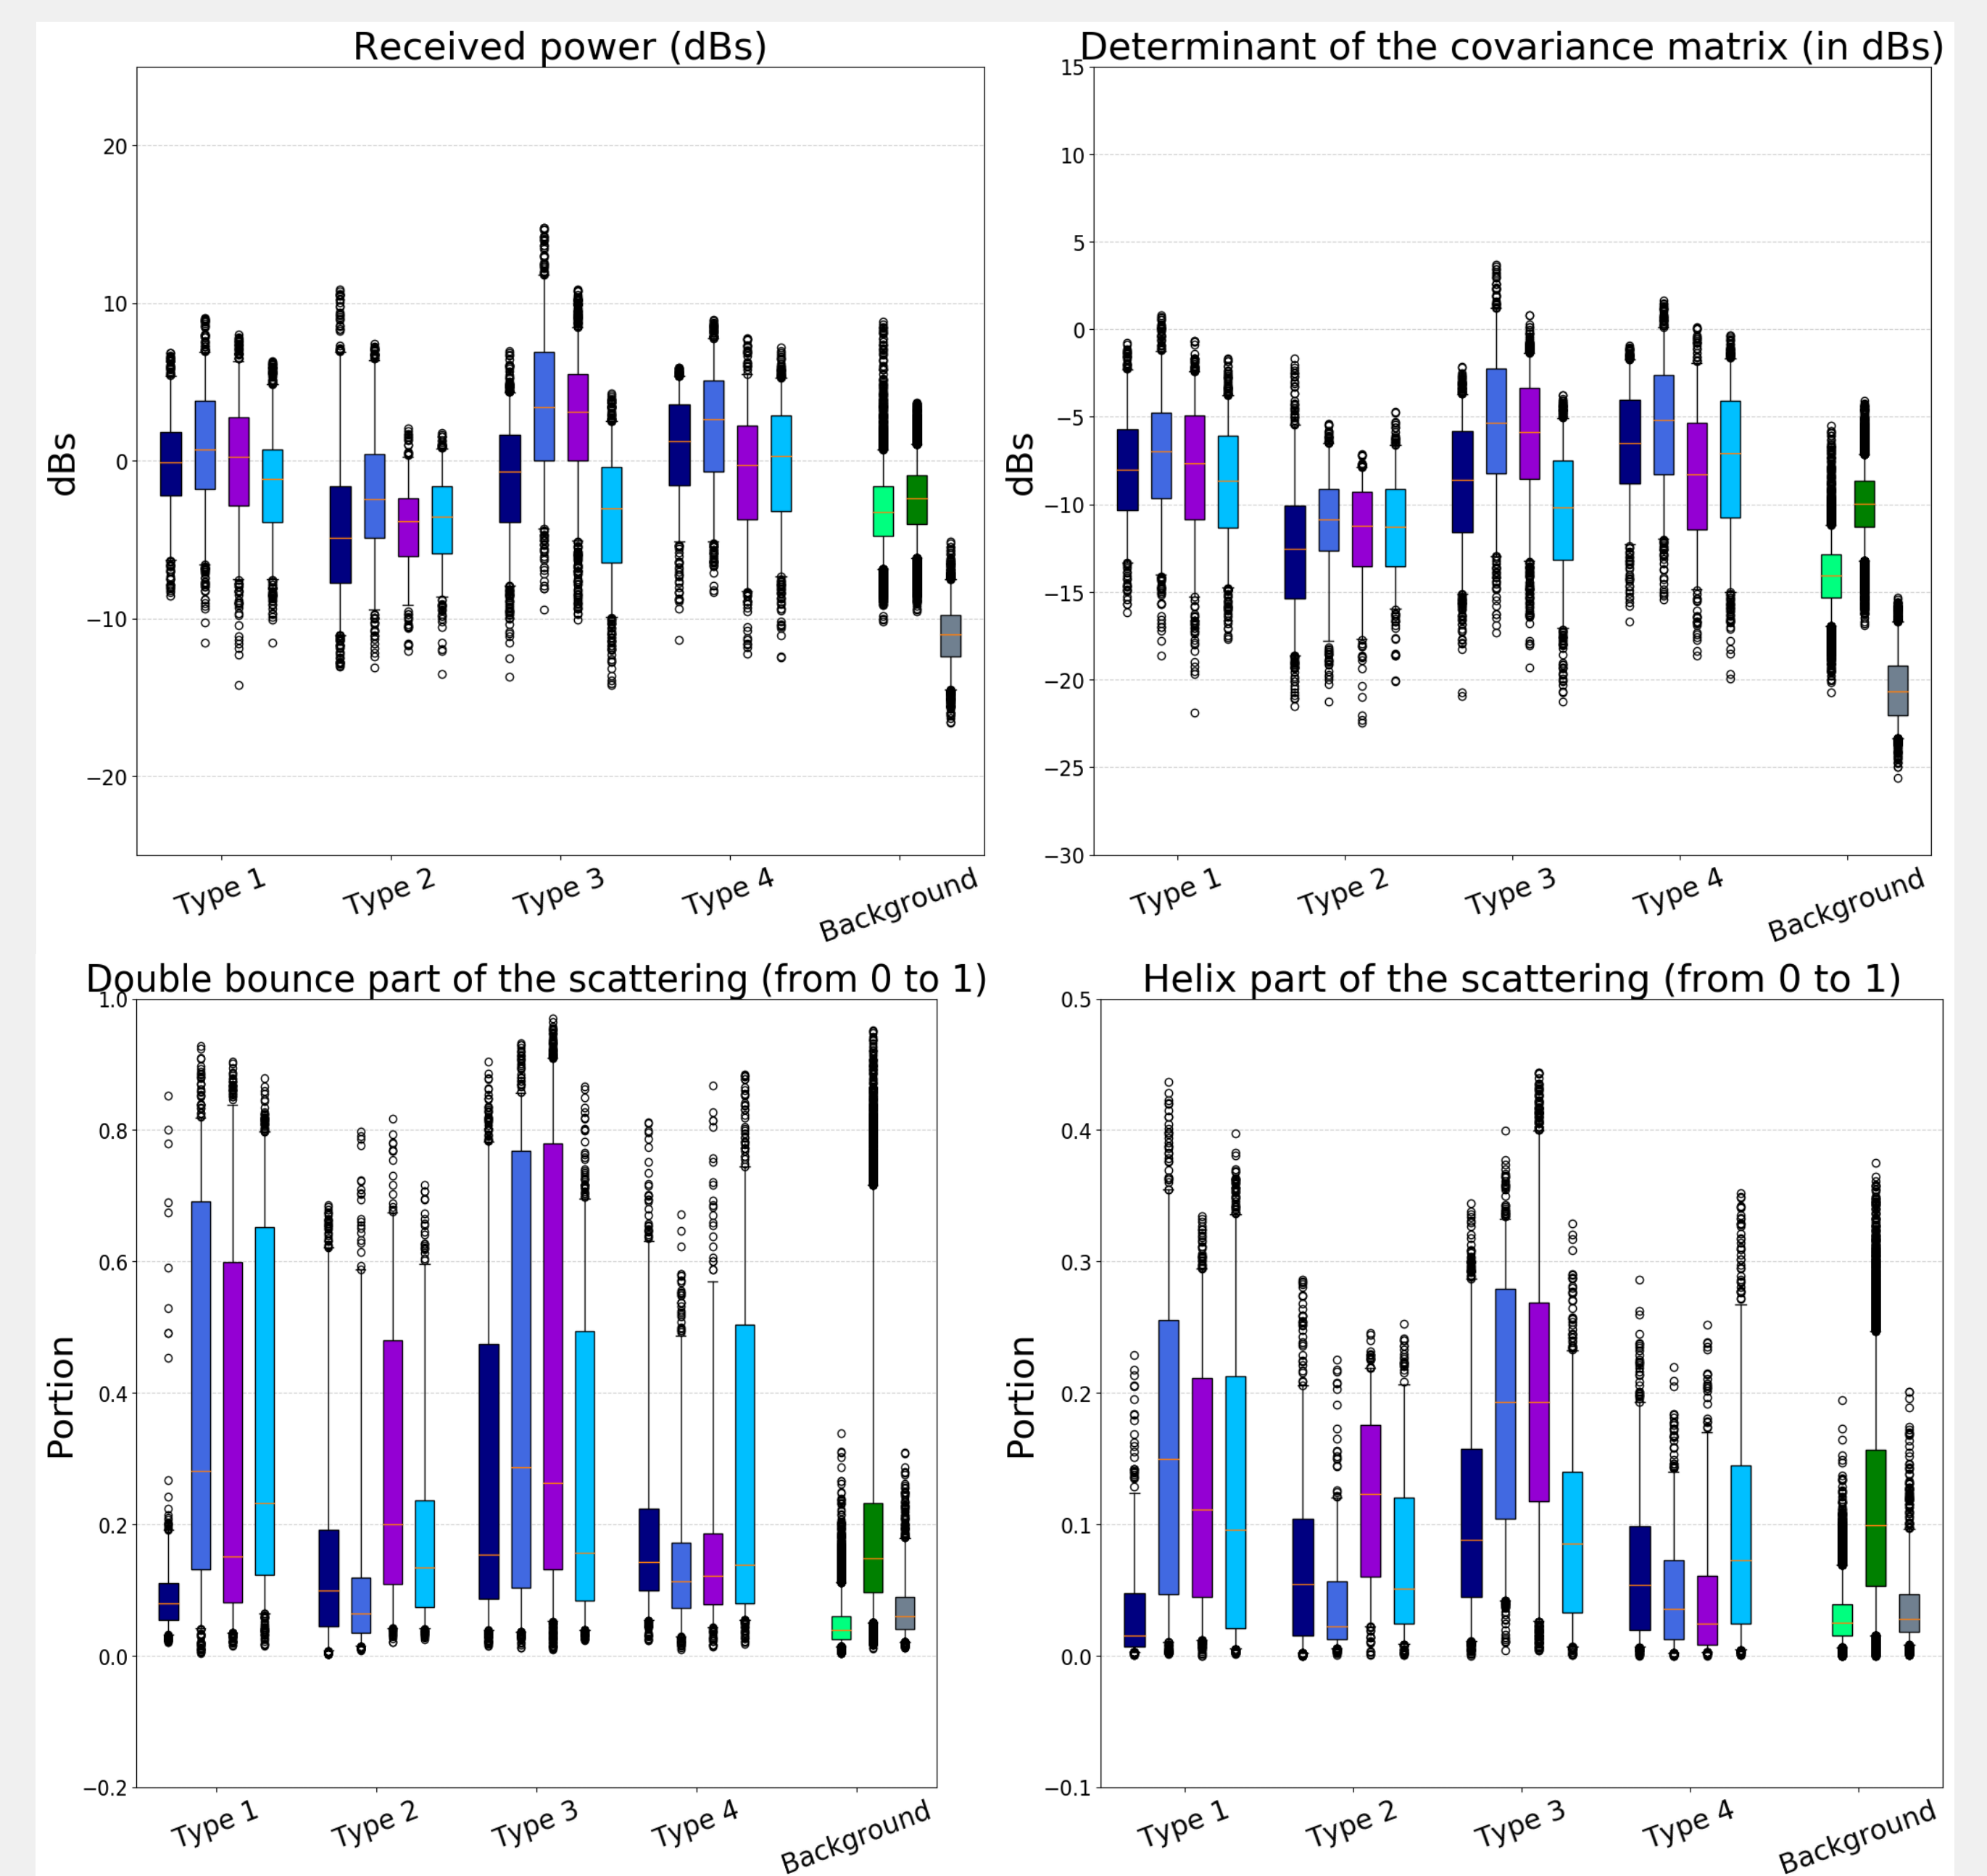 Received power (dBs)
20
10
0
−10
−20
dBs
Type 1
Type 2
Type 3
Type 4
Background
Determinant of the covariance matrix (in dBs)
15
10
5
0
−5
−10
−15
−20
−25
−30
dBs
Type 1
Type 2
Type 3
Type 4
Background
Double bounce part of the scattering (from 0 to 1)
1.0
0.8
0.6
0.4
0.2
0.0
−0.2
Portion
Type 1
Type 2
Type 3
Type 4
Background
Helix part of the scattering (from 0 to 1)
0.5
0.4
0.3
0.2
0.1
0.0
−0.1
Portion
Type 1
Type 2
Type 3
Type 4
Background